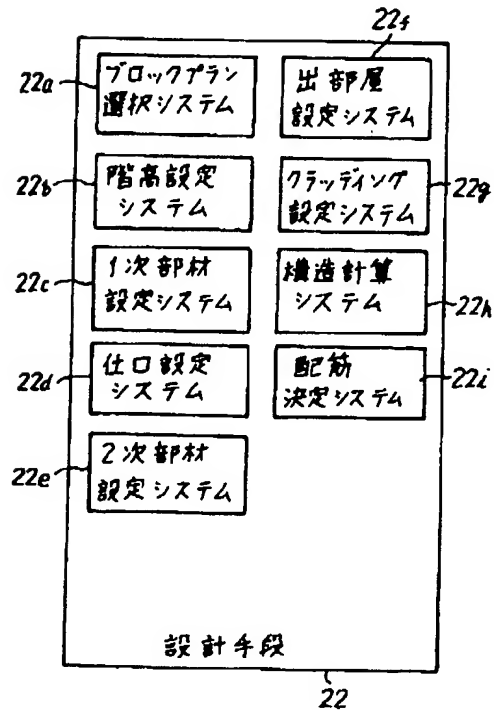 22a
ブロックプラン
選択システム
22b
階高設定
システム
22c
1次部材
設定システム
22d
仕口設定
システム
22e
2次部材
設定システム
22f
出部屋
設定システム
クラッディング
設定システム
22g
構造計算
システム
22h
配筋
決定システム
22i
設計手段
22